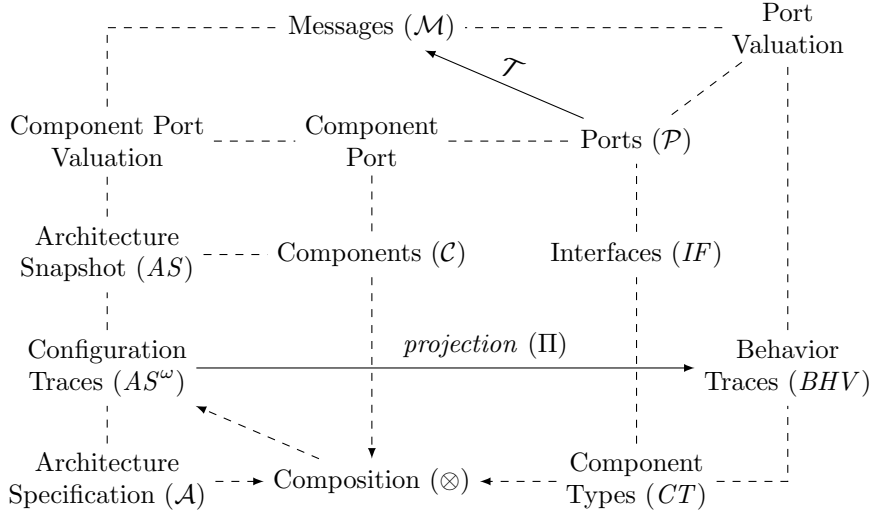 Messages (ℳ)
Port
Valuation
𝒯
Component Port
Valuation
Component
Port
Ports (𝒫)
Architecture
Snapshot (AS)
Components (𝒞)
Interfaces (IF)
Configuration
Traces (AS^ω)
projection (Π)
Behavior
Traces (BHV)
Architecture
Specification (𝒜)
Composition (⊗)
Component
Types (CT)